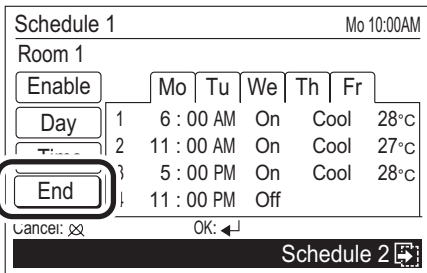 Schedule 1 Mo 10:00AM
Room 1
Enable Mo Tu We Th Fr
Day 1 6 : 00 AM On Cool 28°C
2 11 : 00 AM On Cool 27°C
3 5 : 00 PM On Cool 28°C
End 11 : 00 PM Off
Cancel: OK:
Schedule 2